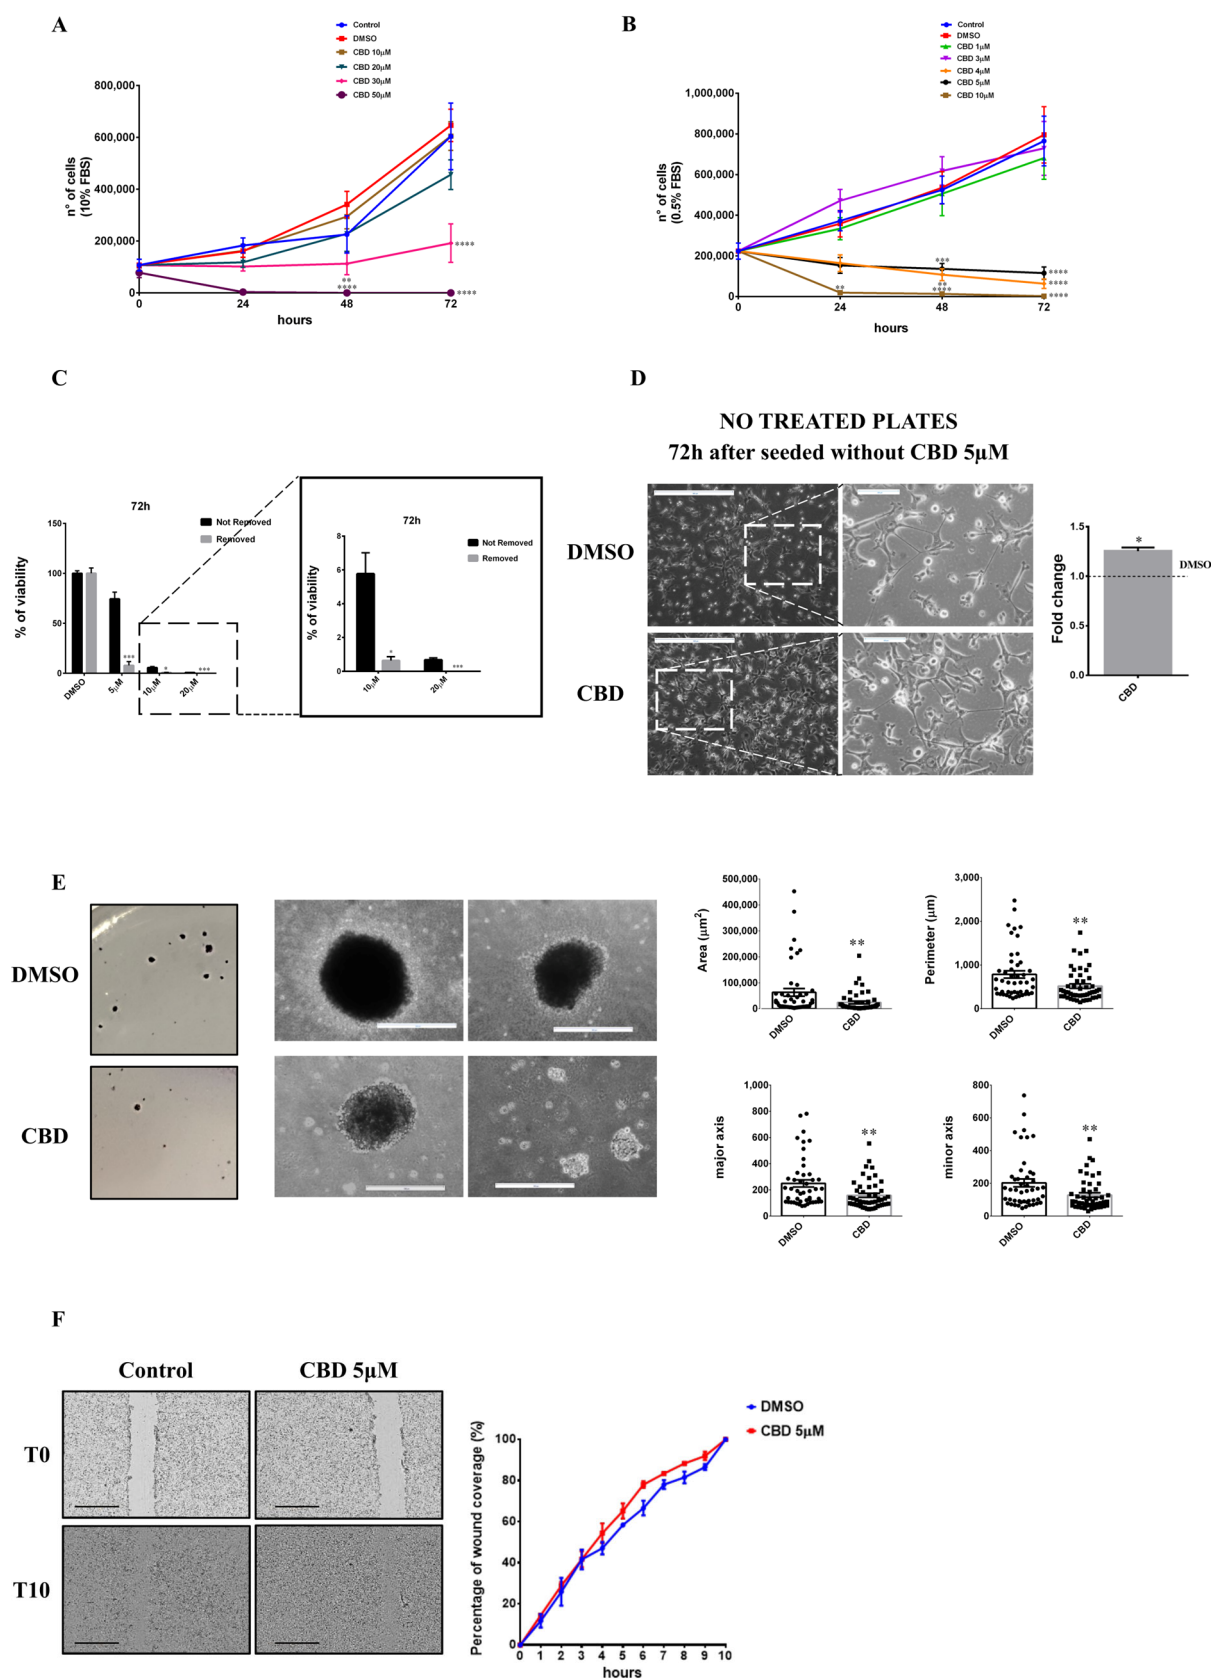 A
Control
DMSO
CBD 10µM
CBD 20µM
CBD 30µM
CBD 50µM
n° of cells
(10% FBS)
800,000
600,000
400,000
200,000
0
0 24 48 72
hours
**
****
****
****
B
Control
DMSO
CBD 1µM
CBD 3µM
CBD 4µM
CBD 5µM
CBD 10µM
n° of cells
(0.5% FBS)
1,000,000
800,000
600,000
400,000
200,000
0
0 24 48 72
hours
**
***
**
****
****
****
****
C
72h
Not Removed
Removed
% of viability
150
100
50
0
DMSO 5µM 10µM 20µM
***
*
***
72h
Not Removed
Removed
% of viability
8
6
4
2
0
10µM 20µM
*
***
D
NO TREATED PLATES
72h after seeded without CBD 5µM
DMSO
CBD
Fold change
1.5
1.0
0.5
0.0
*
DMSO
CBD
E
DMSO
CBD
Area (µm²)
500,000
400,000
300,000
200,000
100,000
0
**
DMSO CBD
Perimeter (µm)
3,000
2,000
1,000
0
**
DMSO CBD
major axis
1,000
800
600
400
200
0
**
DMSO CBD
minor axis
800
600
400
200
0
**
DMSO CBD
F
Control CBD 5µM
T0
T10
DMSO
CBD 5µM
Percentage of wound coverage (%)
100
80
60
40
20
0
0 1 2 3 4 5 6 7 8 9 10
hours